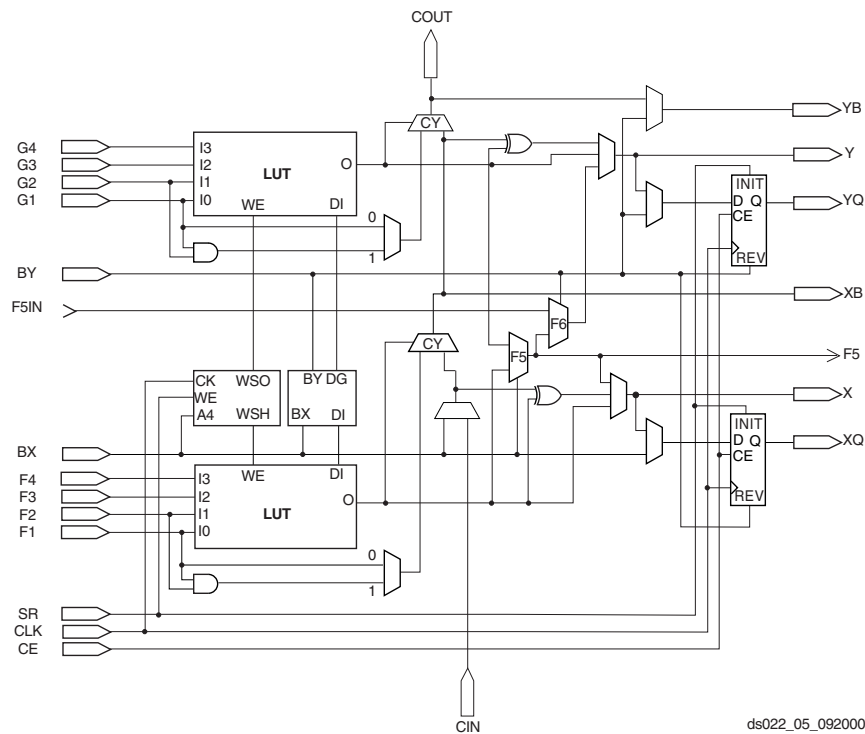 COUT
YB
CY
G4 I3
G3 I2 LUT O Y
G2 I1
G1 I0 WE DI
INIT
D Q YQ
CE
REV
0
1
BY
XB
F5IN
F6
CY
F5 F5
CK WSO BY DG
WE
A4 WSH BX DI
X
INIT
D Q XQ
CE
REV
BX
WE DI
F4 I3
F3 I2 O
F2 I1 LUT
F1 I0
0
1
SR
CLK
CE
CIN
ds022_05_092000